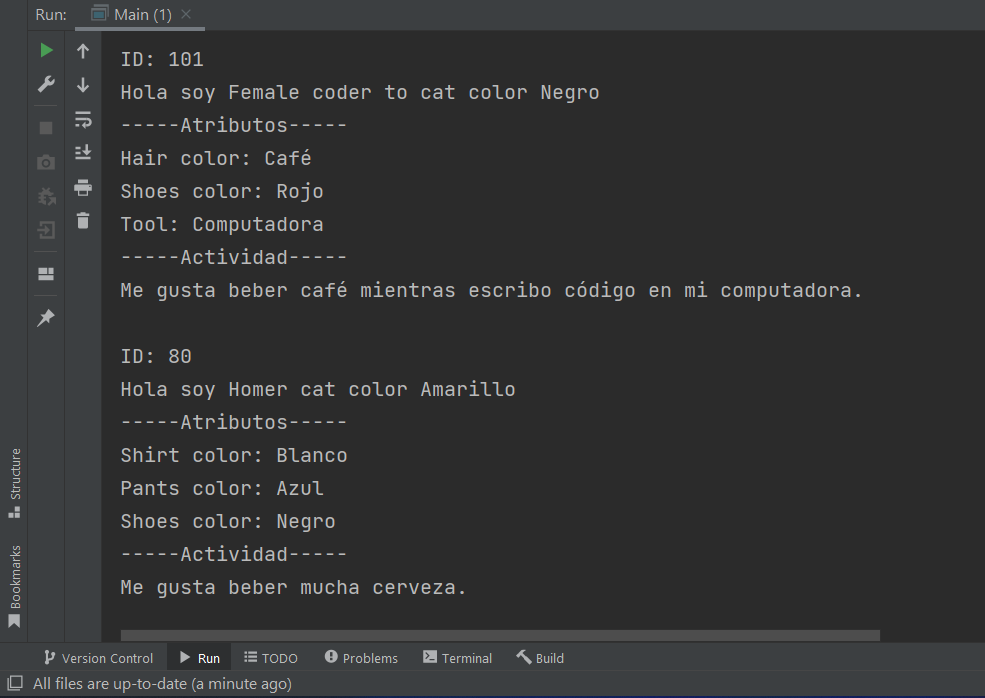 Run: Main (1)
ID: 101
Hola soy Female coder to cat color Negro
-----Atributos-----
Hair color: Café
Shoes color: Rojo
Tool: Computadora
-----Actividad-----
Me gusta beber café mientras escribo código en mi computadora.
ID: 80
Hola soy Homer cat color Amarillo
-----Atributos-----
Shirt color: Blanco
Pants color: Azul
Shoes color: Negro
-----Actividad-----
Me gusta beber mucha cerveza.
Structure
Bookmarks
Version Control Run TODO Problems Terminal Build
All files are up-to-date (a minute ago)